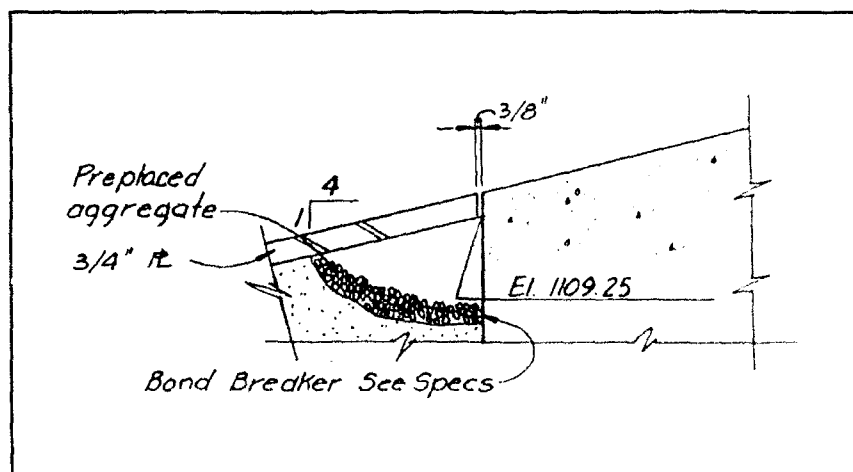 3/8"
4
1
Preplaced
aggregate
3/4" ⅊
El. 1109.25
Bond Breaker See Specs